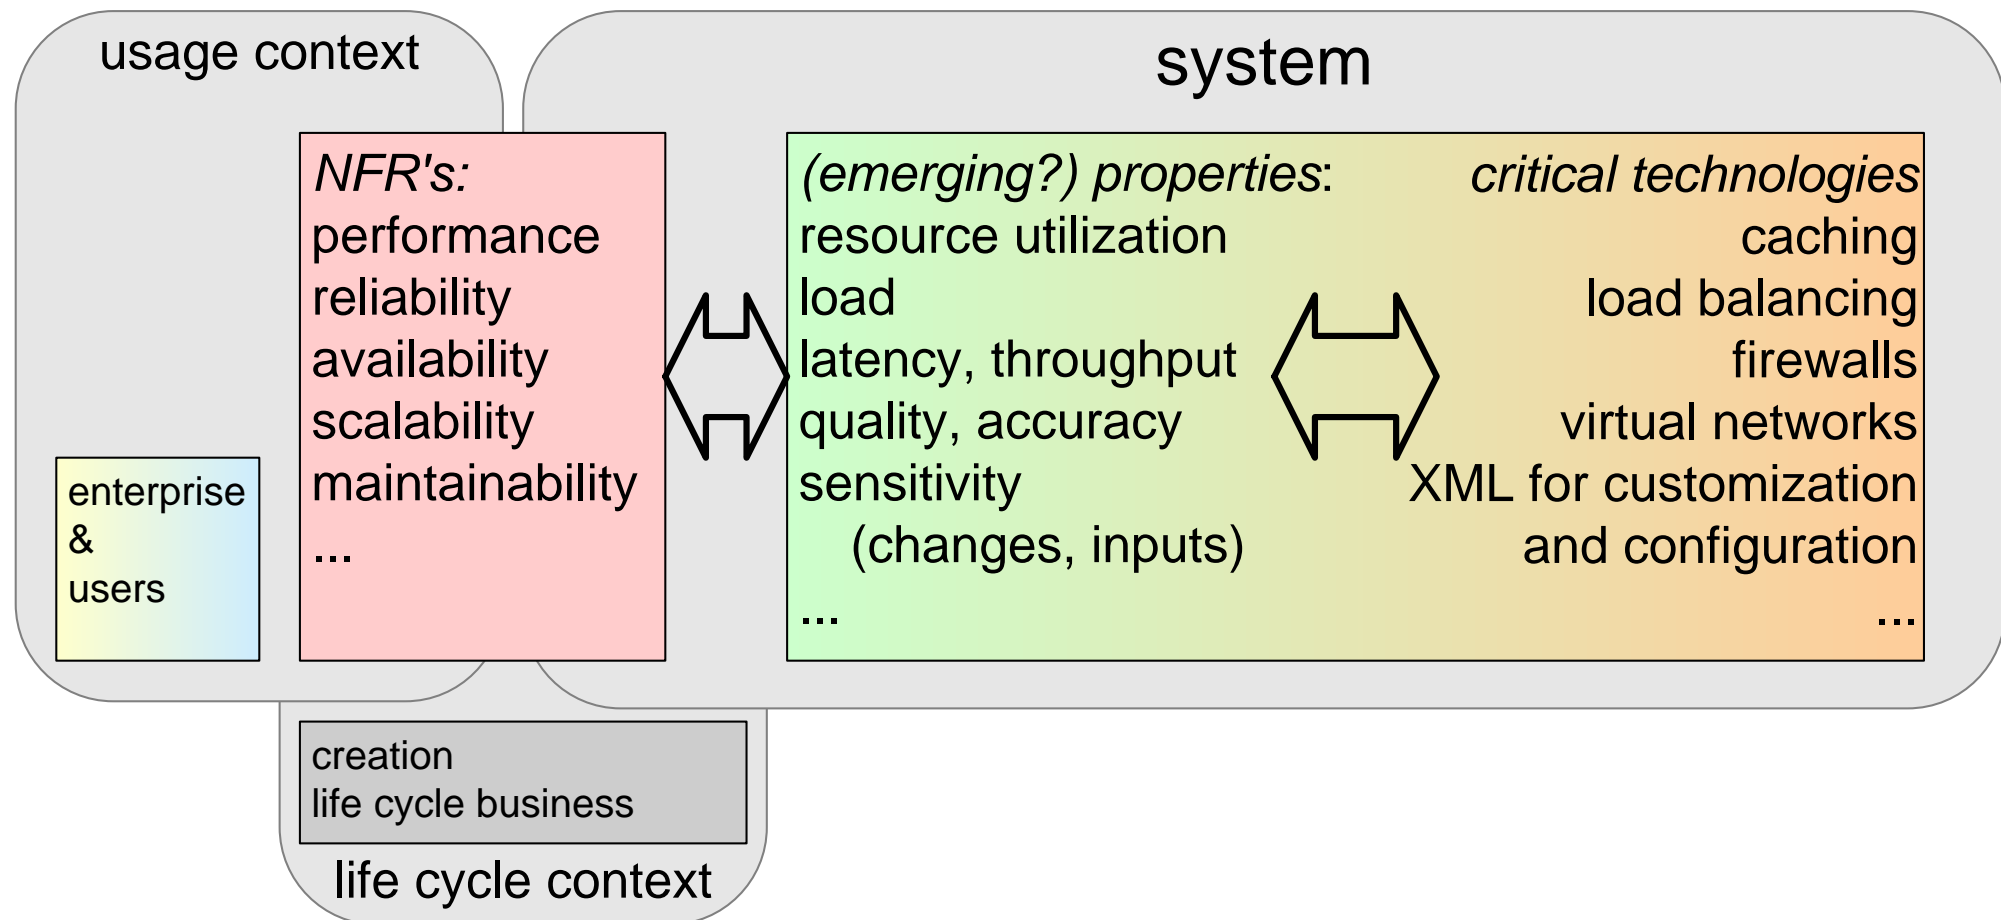 usage context
system
NFR's:
performance
reliability
availability
scalability
maintainability
...
enterprise
&
users
(emerging?) properties:
resource utilization
load
latency, throughput
quality, accuracy
sensitivity
(changes, inputs)
...
critical technologies
caching
load balancing
firewalls
virtual networks
XML for customization
and configuration
...
creation
life cycle business
life cycle context